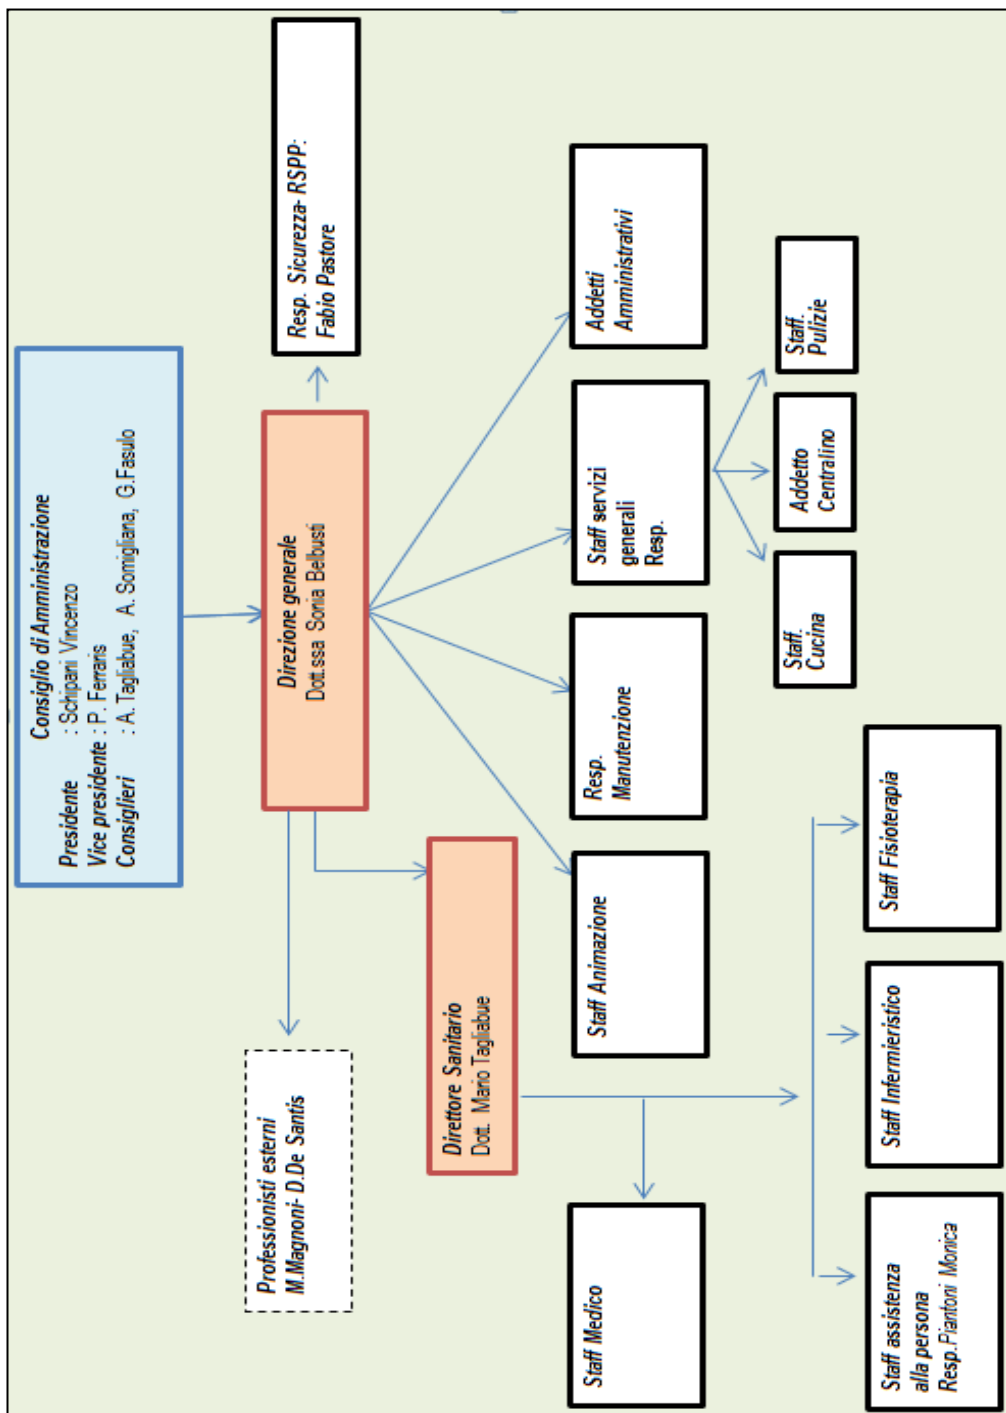 Consiglio di Amministrazione
Presidente : Schipani Vincenzo
Vice presidente : P. Ferraris
Consiglieri : A. Tagliabue, A. Somigliana, G.Fasulo
Professionisti esterni
M.Magnoni- D.De Santis
Direzione generale
Dott.ssa Sonia Belbusti
Resp. Sicurezza- RSPP:
Fabio Pastore
Direttore Sanitario
Dott. Mario Tagliabue
Staff Medico
Staff Animazione
Resp.
Manutenzione
Staff servizi
generali
Resp.
Addetti
Amministrativi
Staff.
Cucina
Addetto
Centralino
Staff.
Pulizie
Staff assistenza
alla persona
Resp.Piantoni Monica
Staff Infermieristico
Staff Fisioterapia